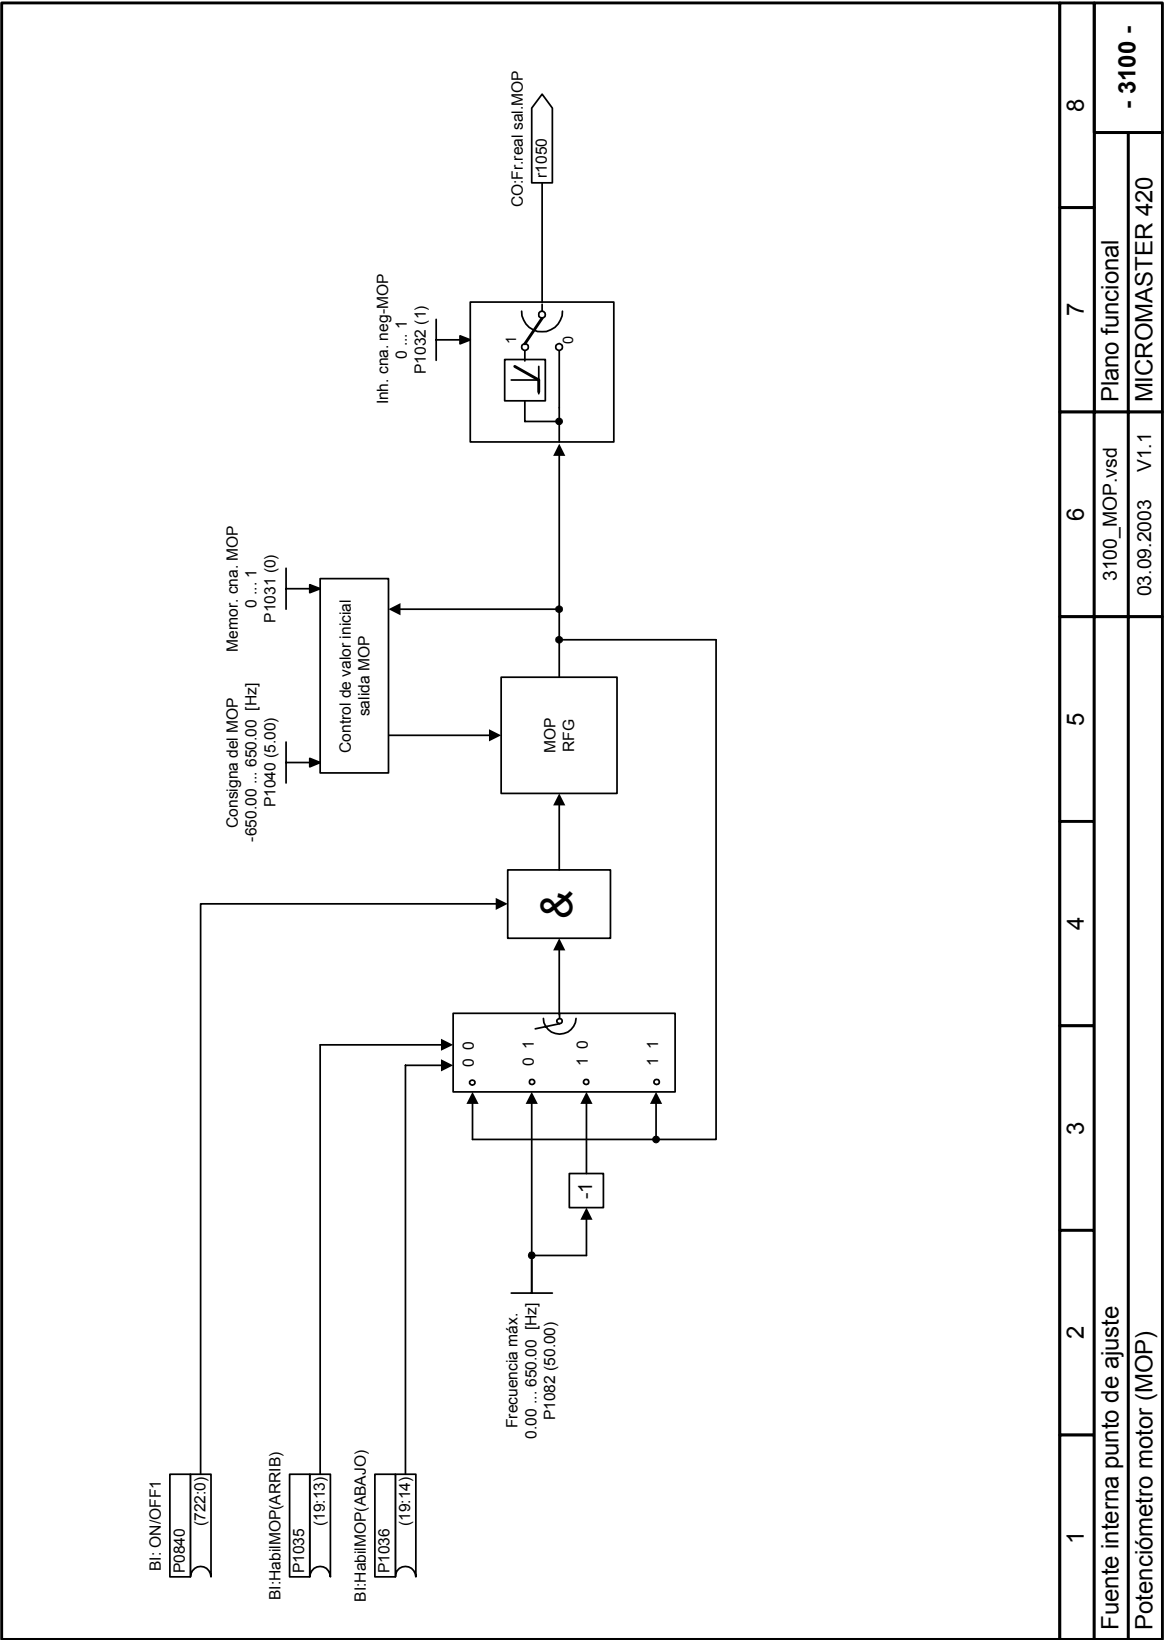 BI: ON/OFF1
P0840
(722:0)
BI:HabilMOP(ARRIB)
P1035
(19:13)
BI:HabilMOP(ABAJO)
P1036
(19:14)
Frecuencia máx.
0.00 ... 650.00 [Hz]
P1082 (50.00)
-1
0 0
0 1
1 0
1 1
&
Consigna del MOP
-650.00 ... 650.00 [Hz]
P1040 (5.00)
Memor. cna. MOP
0 ... 1
P1031 (0)
Control de valor inicial
salida MOP
MOP
RFG
Inh. cna. neg-MOP
0 ... 1
P1032 (1)
1
0
CO:Fr.real sal.MOP
r1050
1 2 3 4 5 6 7 8
Fuente interna punto de ajuste
Potenciómetro motor (MOP)
3100_MOP.vsd
03.09.2003 V1.1
Plano funcional
MICROMASTER 420
- 3100 -